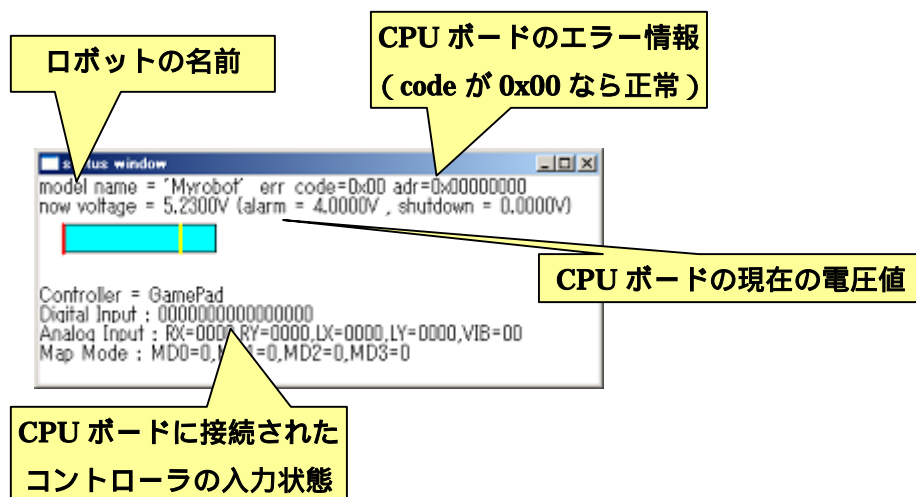 ロボットの名前
CPU ボードのエラー情報
(code が 0x00 なら正常)
status window
model name = 'Myrobot' err code=0x00 adr=0x00000000
now voltage = 5.2300V (alarm = 4.0000V , shutdown = 0.0000V)
CPU ボードの現在の電圧値
Controller = GamePad
Digital Input : 0000000000000000
Analog Input : RX=0000,RY=0000,LX=0000,LY=0000,VIB=00
Map Mode : MD0=0,MD1=0,MD2=0,MD3=0
CPU ボードに接続された
コントローラの入力状態